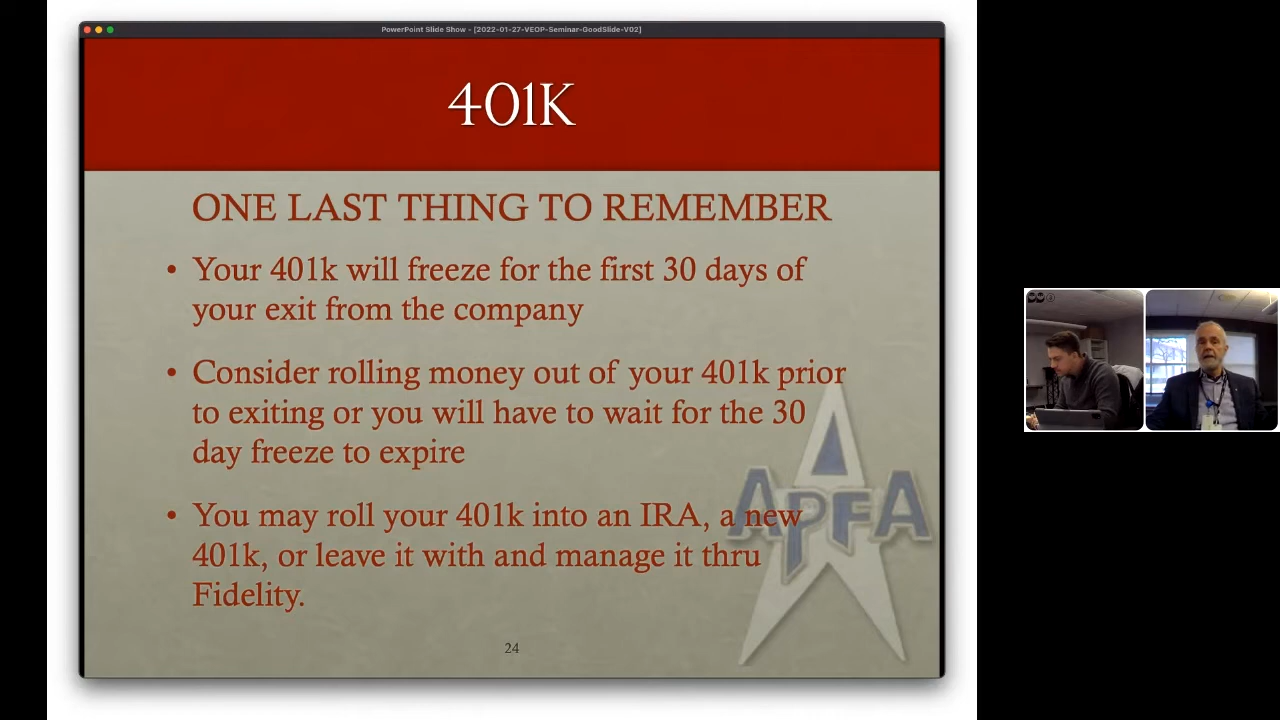 PowerPoint Slide Show - [2022-01-27-VEOP-Seminar-GoodSlide-V02]
401K
ONE LAST THING TO REMEMBER
• Your 401k will freeze for the first 30 days of
your exit from the company
• Consider rolling money out of your 401k prior
to exiting or you will have to wait for the 30
day freeze to expire
• You may roll your 401k into an IRA, a new
401k, or leave it with and manage it thru
Fidelity.
APFA
24